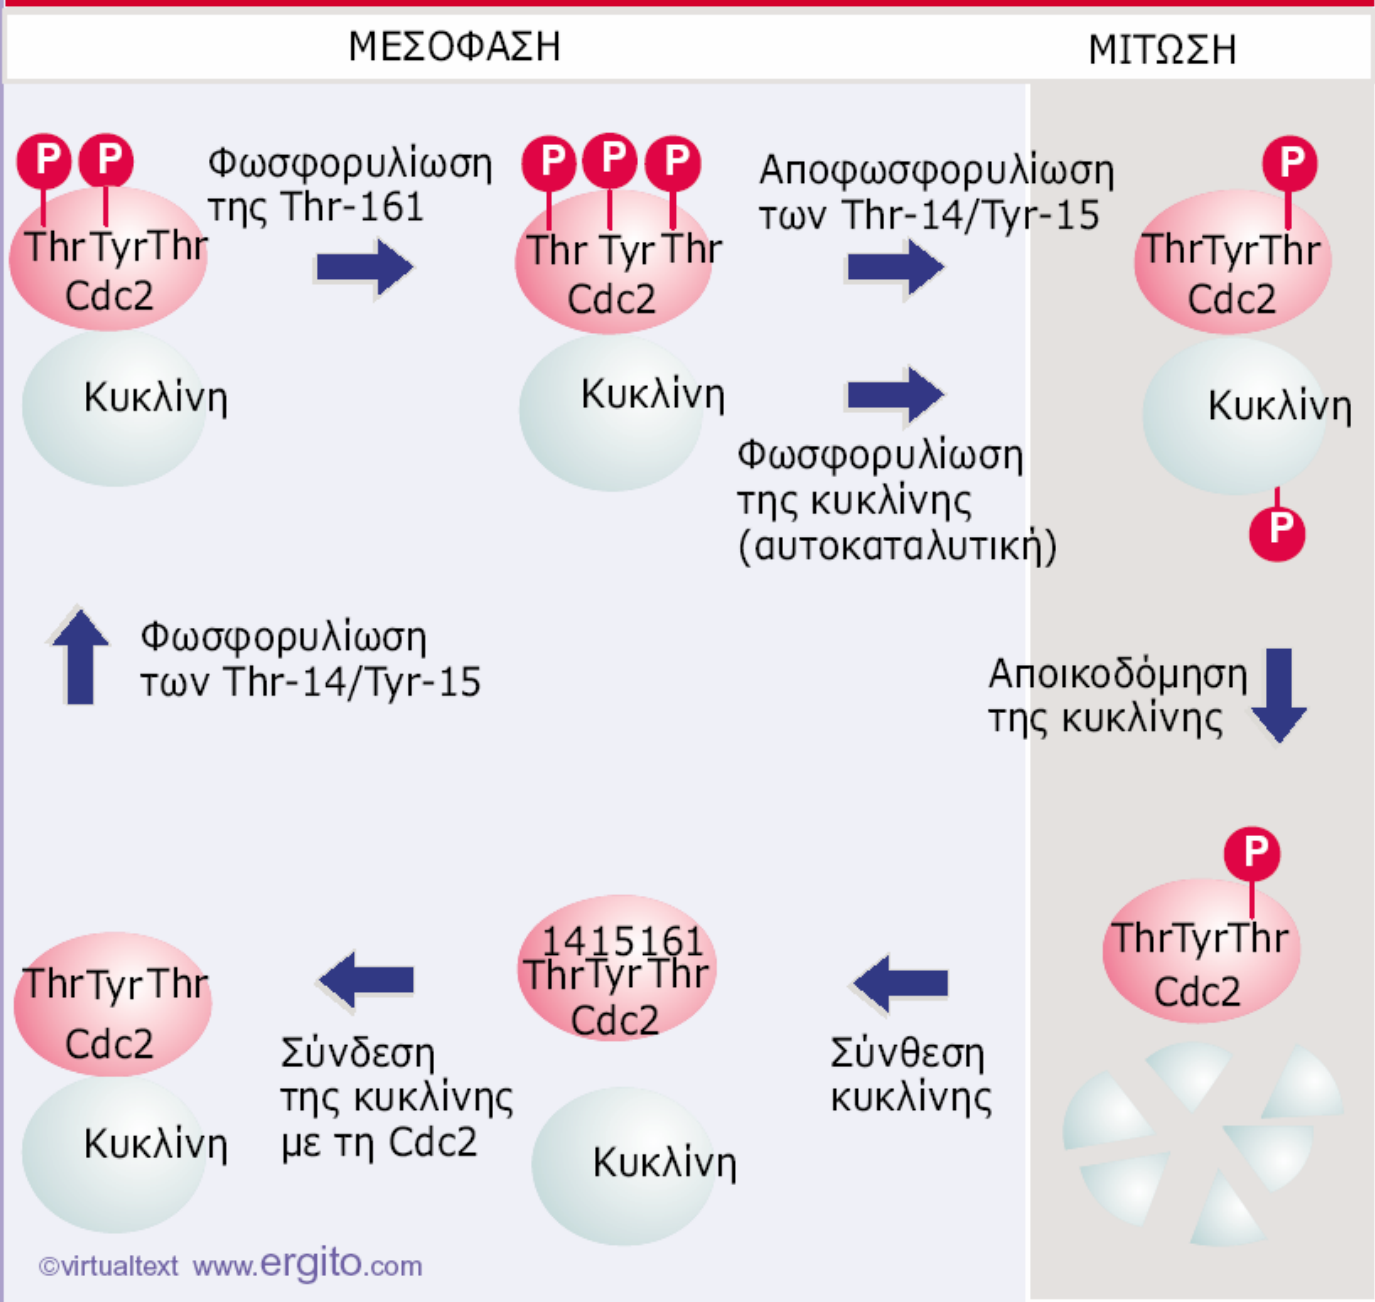 ΜΕΣΟΦΑΣΗ
ΜΙΤΩΣΗ
P P
Φωσφορυλίωση
της Thr-161
Thr Tyr Thr
Cdc2
Κυκλίνη
P P P
Thr Tyr Thr
Cdc2
Κυκλίνη
Αποφωσφορυλίωση
των Thr-14/Tyr-15
Φωσφορυλίωση
της κυκλίνης
(αυτοκαταλυτική)
P
Thr Tyr Thr
Cdc2
Κυκλίνη
P
Φωσφορυλίωση
των Thr-14/Tyr-15
Αποικοδόμηση
της κυκλίνης
P
Thr Tyr Thr
Cdc2
Σύνθεση
κυκλίνης
14 15 161
Thr Tyr Thr
Cdc2
Κυκλίνη
Σύνδεση
της κυκλίνης
με τη Cdc2
Thr Tyr Thr
Cdc2
Κυκλίνη
©virtualtext www.ergito.com